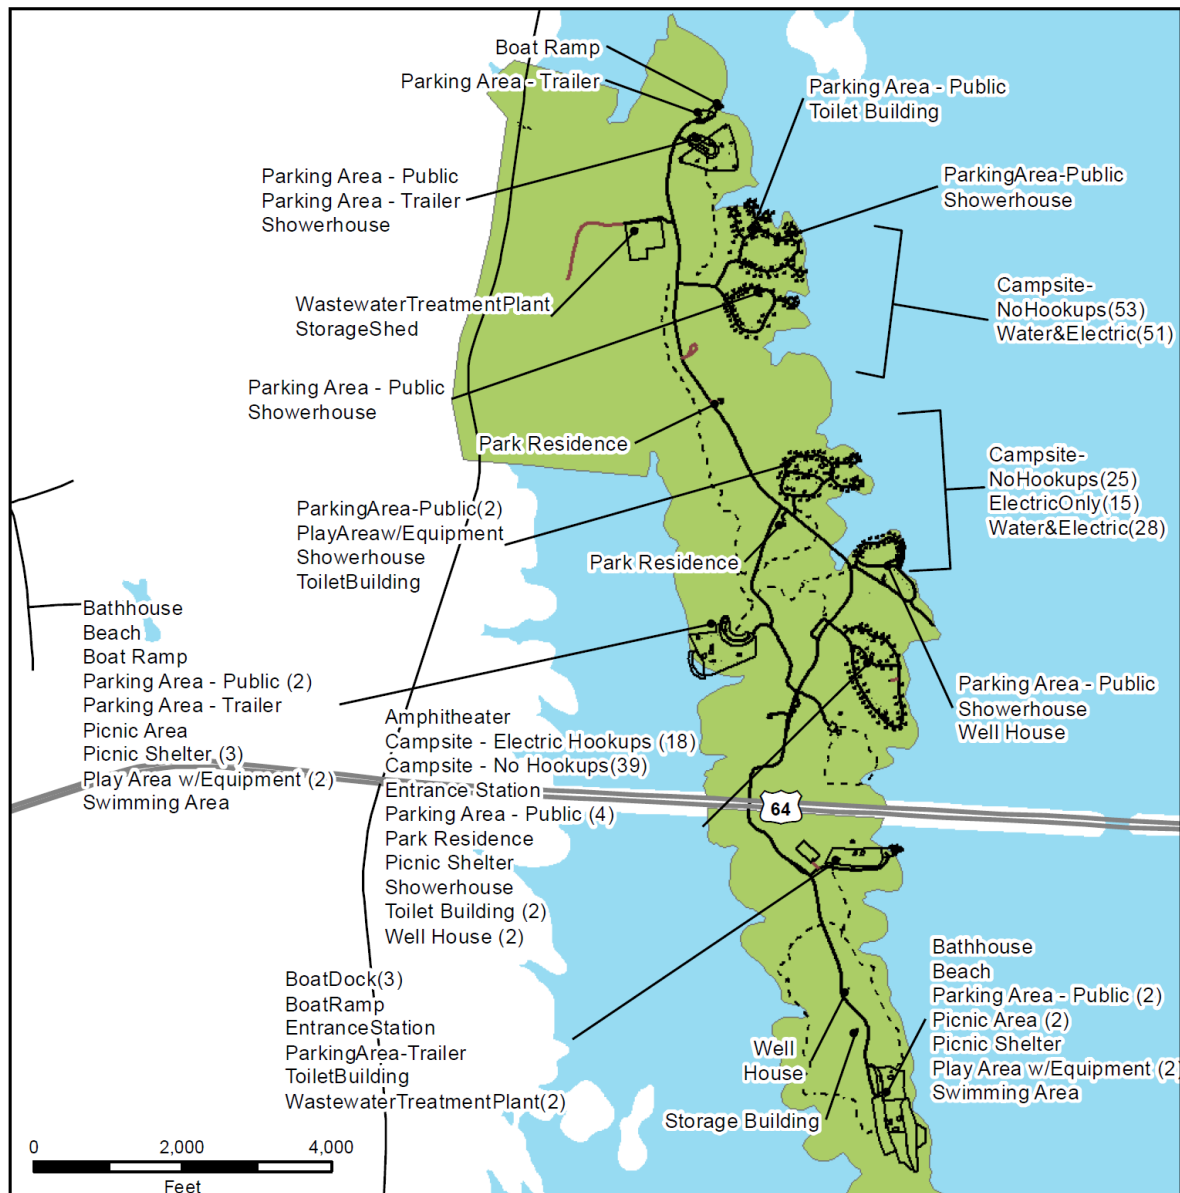 Boat Ramp
Parking Area - Trailer
Parking Area - Public
Toilet Building
Parking Area - Public
Parking Area - Trailer
Showerhouse
ParkingArea-Public
Showerhouse
WastewaterTreatmentPlant
StorageShed
Campsite-
NoHookups(53)
Water&Electric(51)
Parking Area - Public
Showerhouse
Park Residence
Campsite-
NoHookups(25)
ElectricOnly(15)
Water&Electric(28)
ParkingArea-Public(2)
PlayAreaw/Equipment
Showerhouse
ToiletBuilding
Park Residence
Bathhouse
Beach
Boat Ramp
Parking Area - Public (2)
Parking Area - Trailer
Picnic Area
Picnic Shelter (3)
Play Area w/Equipment (2)
Swimming Area
Parking Area - Public
Showerhouse
Well House
Amphitheater
Campsite - Electric Hookups (18)
Campsite - No Hookups(39)
Entrance Station
Parking Area - Public (4)
Park Residence
Picnic Shelter
Showerhouse
Toilet Building (2)
Well House (2)
64
BoatDock(3)
BoatRamp
EntranceStation
ParkingArea-Trailer
ToiletBuilding
WastewaterTreatmentPlant(2)
Bathhouse
Beach
Parking Area - Public (2)
Picnic Area (2)
Picnic Shelter
Play Area w/Equipment (2)
Swimming Area
Well
House
Storage Building
0 2,000 4,000
Feet